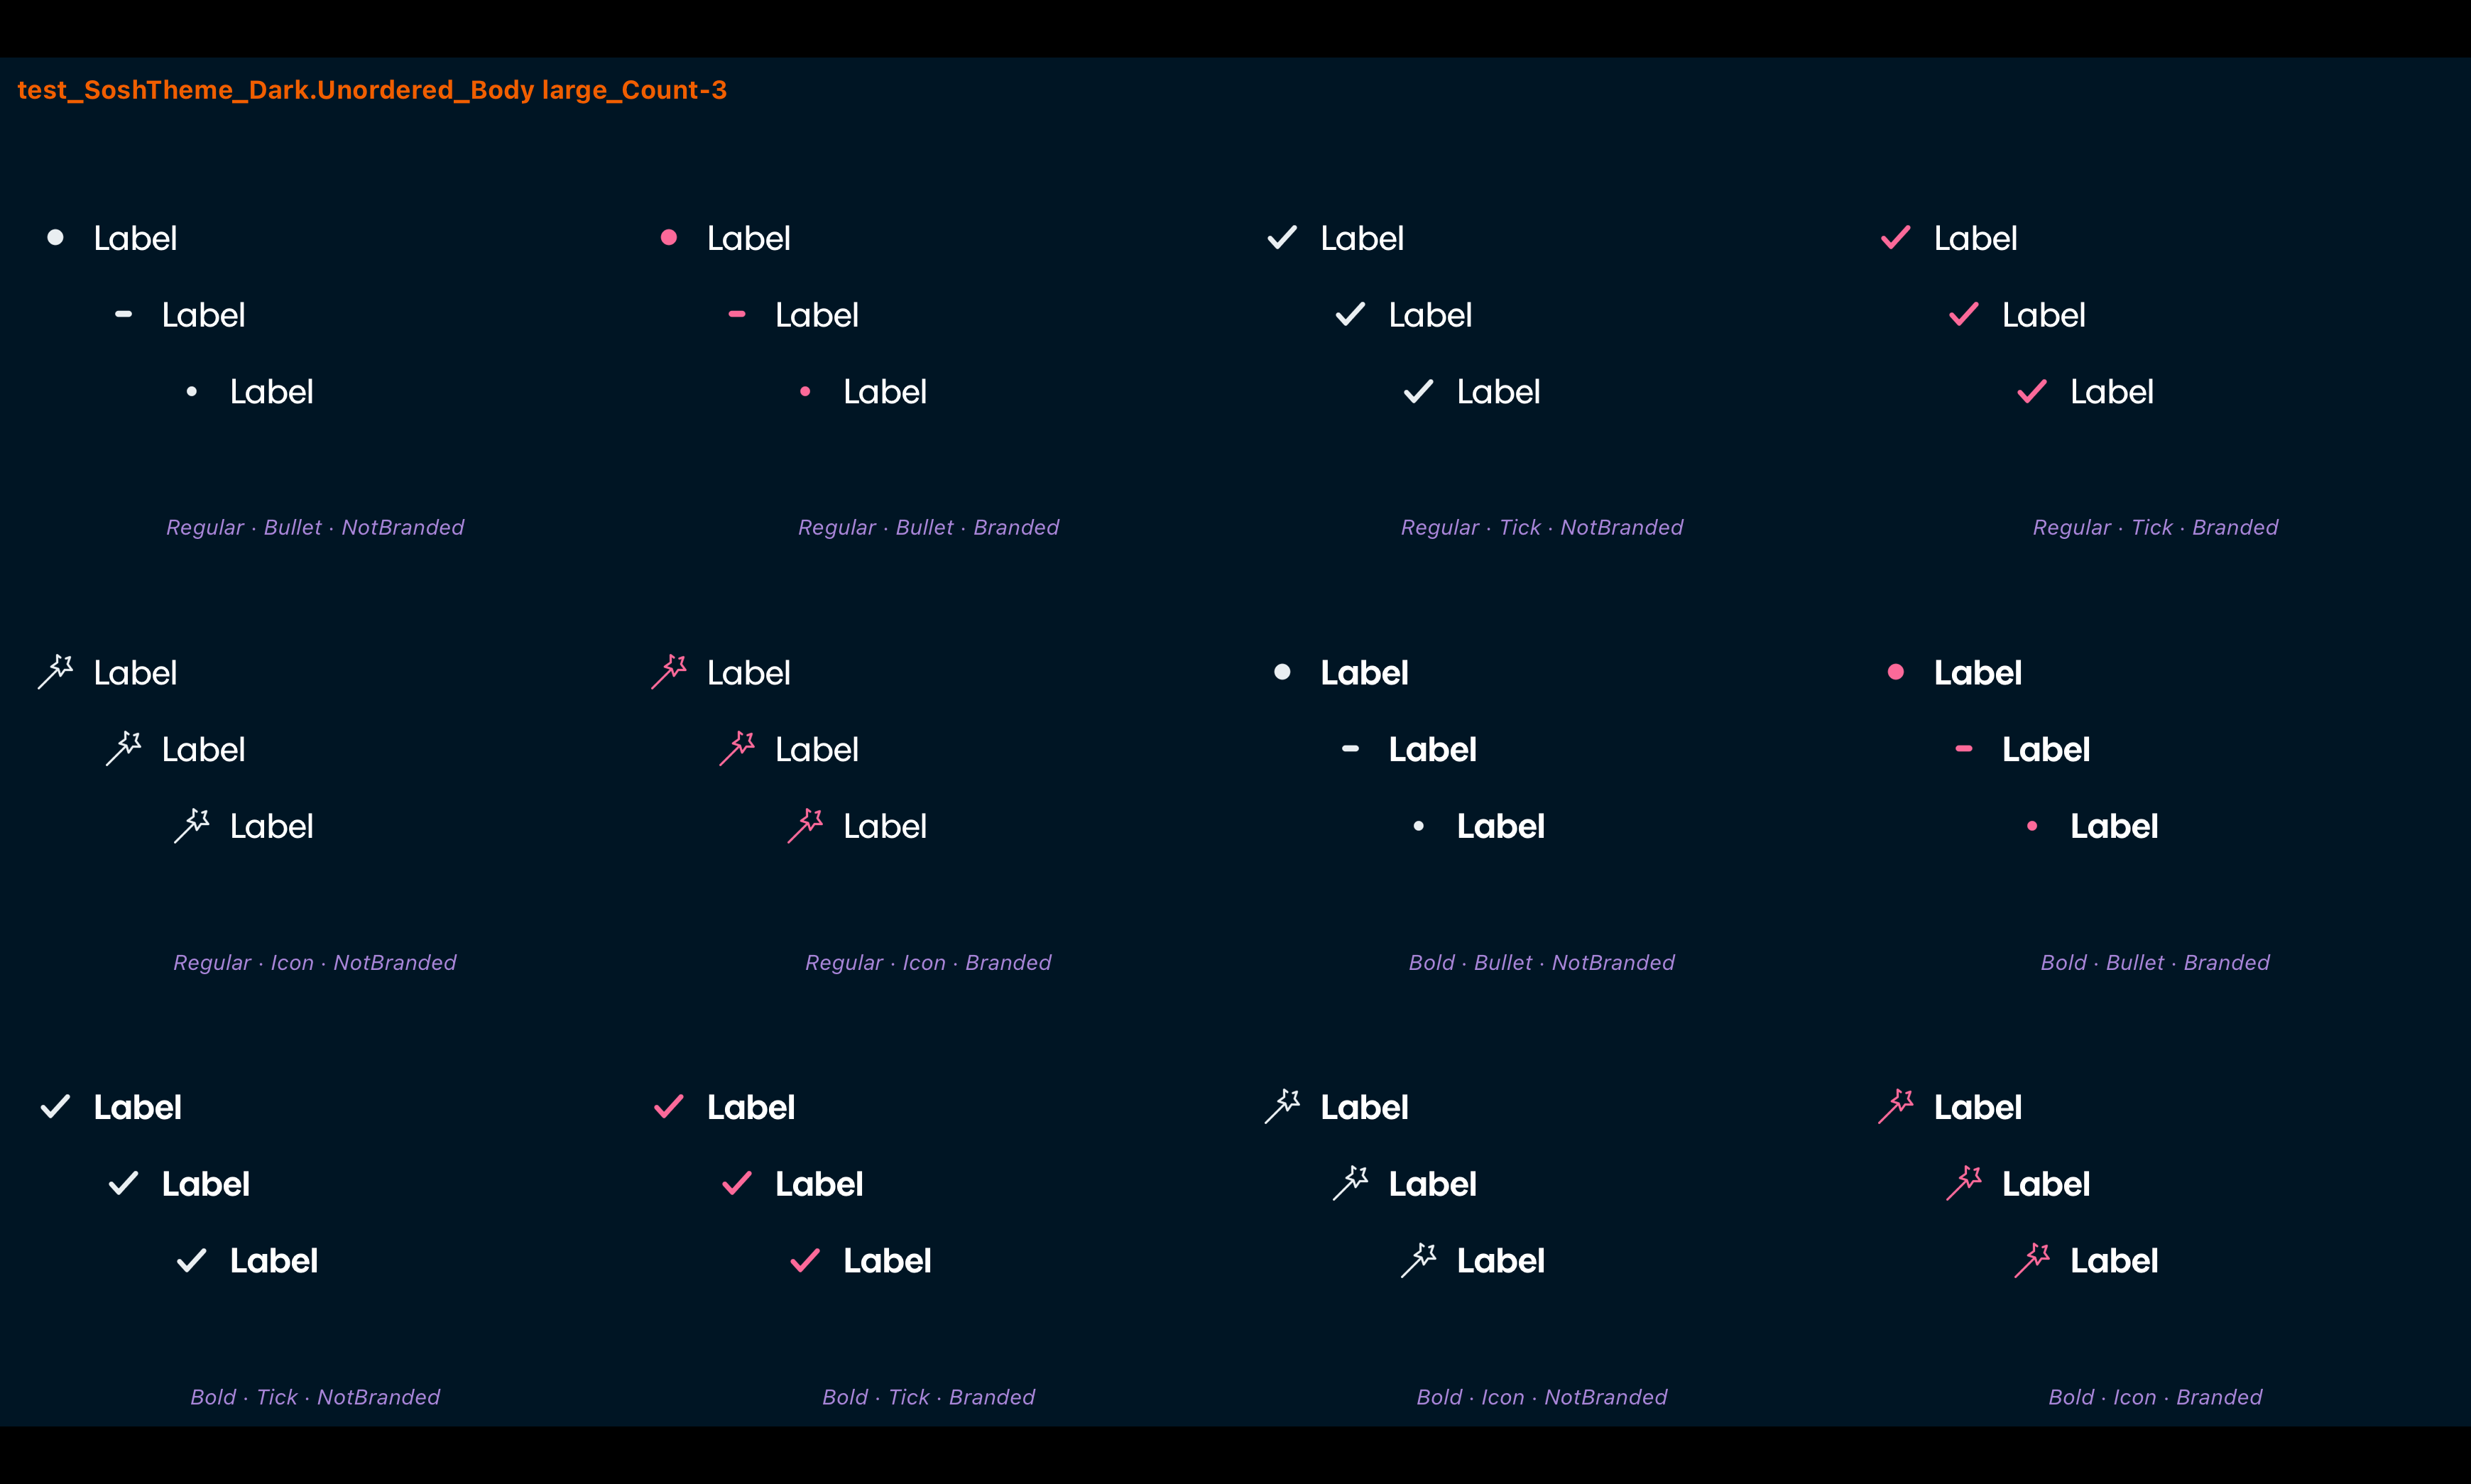 test_SoshTheme_Dark.Unordered_Body large_Count-3
Label
Label
Label
Regular · Bullet · NotBranded
Label
Label
Label
Regular · Bullet · Branded
Label
Label
Label
Regular · Tick · NotBranded
Label
Label
Label
Regular · Tick · Branded
Label
Label
Label
Regular · Icon · NotBranded
Label
Label
Label
Regular · Icon · Branded
Label
Label
Label
Bold · Bullet · NotBranded
Label
Label
Label
Bold · Bullet · Branded
Label
Label
Label
Bold · Tick · NotBranded
Label
Label
Label
Bold · Tick · Branded
Label
Label
Label
Bold · Icon · NotBranded
Label
Label
Label
Bold · Icon · Branded